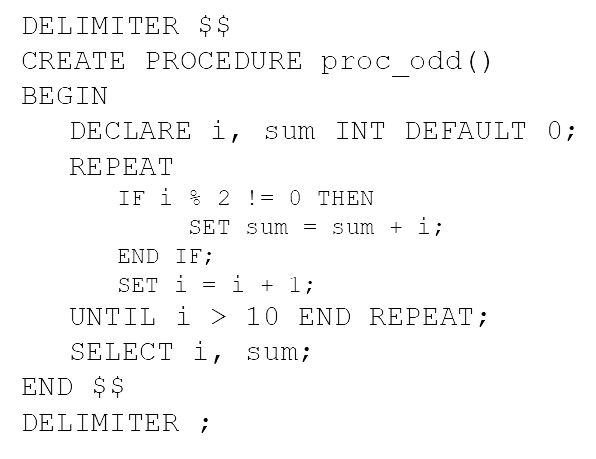 DELIMITER $$
CREATE PROCEDURE proc_odd()
BEGIN
DECLARE i, sum INT DEFAULT 0;
REPEAT
IF i % 2 != 0 THEN
SET sum = sum + i;
END IF;
SET i = i + 1;
UNTIL i > 10 END REPEAT;
SELECT i, sum;
END $$
DELIMITER ;